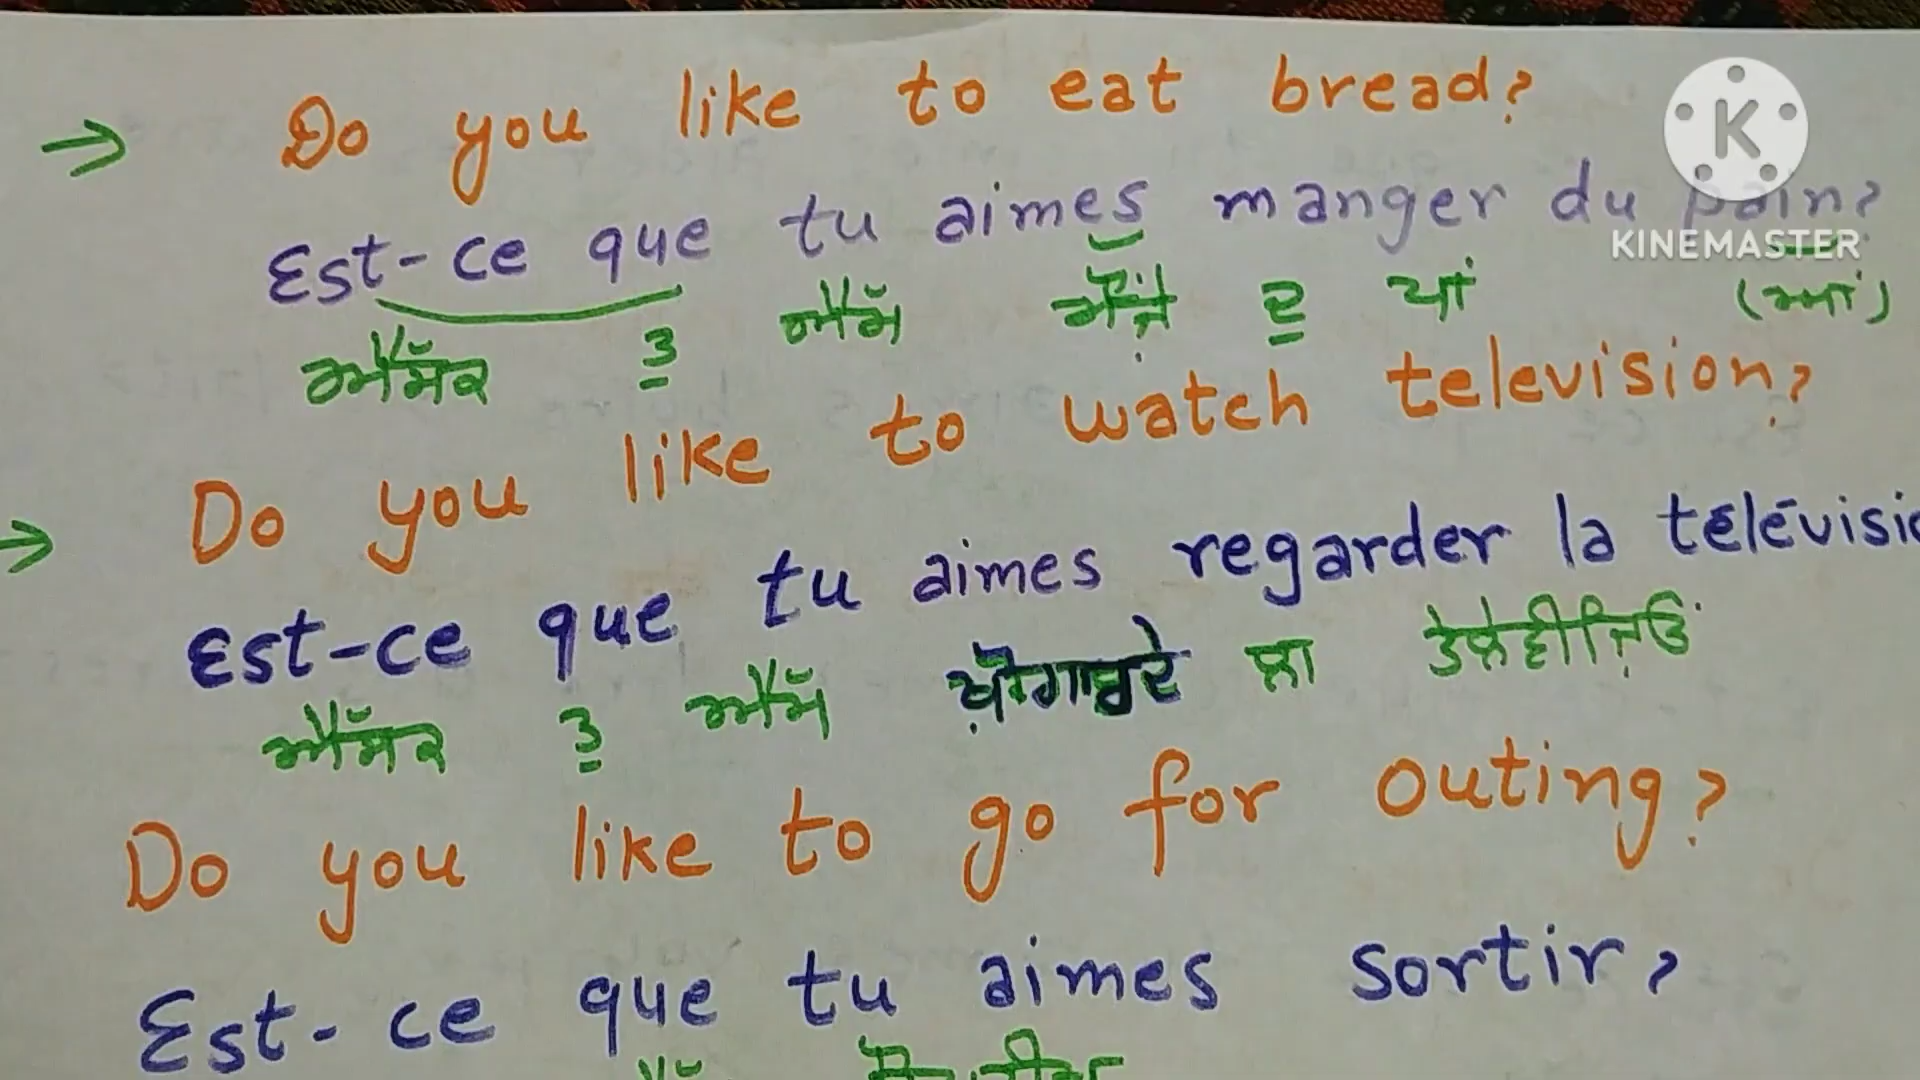 Do you like to eat bread?
Est-ce que tu aimes manger du pain?
KINEMASTER
ਐੱਸਕ ਤੂ ਐੱਮ ਮੌਂਜ਼ੇ ਦੂ ਪਾਂ (ਆਂ)
Do you like to watch television?
Est-ce que tu aimes regarder la télévisio
ਐੱਸਕ ਤੂ ਐੱਮ ਲਾ ਤੇਲੇਵੀਜ਼ਿਓਂ
Do you like to go for outing?
Est-ce que tu aimes sortir?